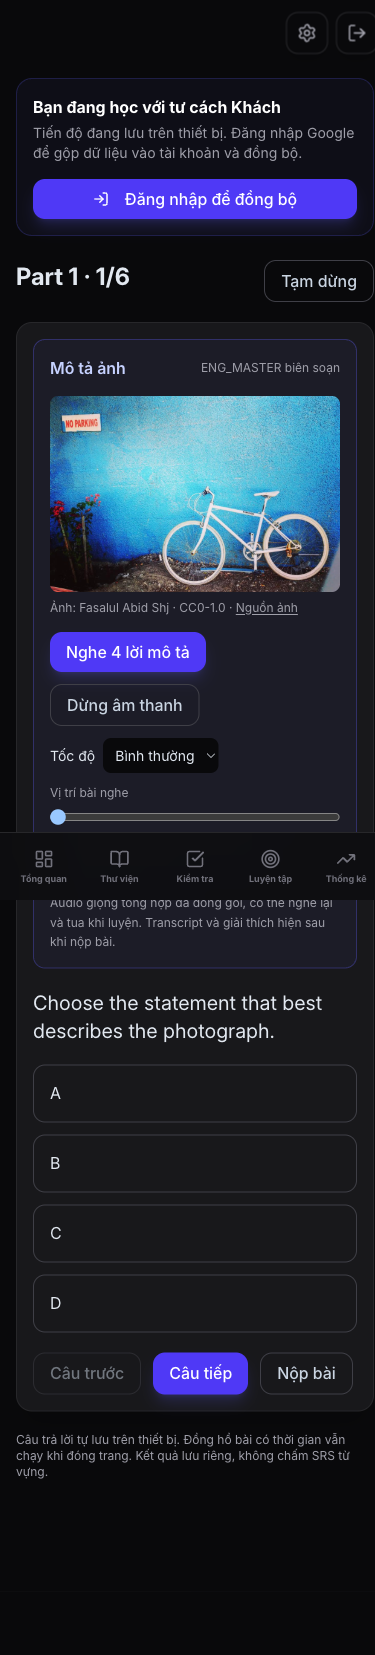 Bạn đang học với tư cách Khách
Tiến độ đang lưu trên thiết bị. Đăng nhập Google
để gộp dữ liệu vào tài khoản và đồng bộ.
Đăng nhập để đồng bộ
Part 1 · 1/6
Tạm dừng
Mô tả ảnh
ENG_MASTER biên soạn
NO PARKING
Ảnh: Fasalul Abid Shj · CC0-1.0 · Nguồn ảnh
Nghe 4 lời mô tả
Dừng âm thanh
Tốc độ
Bình thường
Vị trí bài nghe
Tổng quan
Thư viện
Kiểm tra
Luyện tập
Thống kê
Audio giọng tổng hợp đã đóng gói, có thể nghe lại
và tua khi luyện. Transcript và giải thích hiện sau
khi nộp bài.
Choose the statement that best
describes the photograph.
A
B
C
D
Câu trước
Câu tiếp
Nộp bài
Câu trả lời tự lưu trên thiết bị. Đồng hồ bài có thời gian vẫn
chạy khi đóng trang. Kết quả lưu riêng, không chấm SRS từ
vựng.